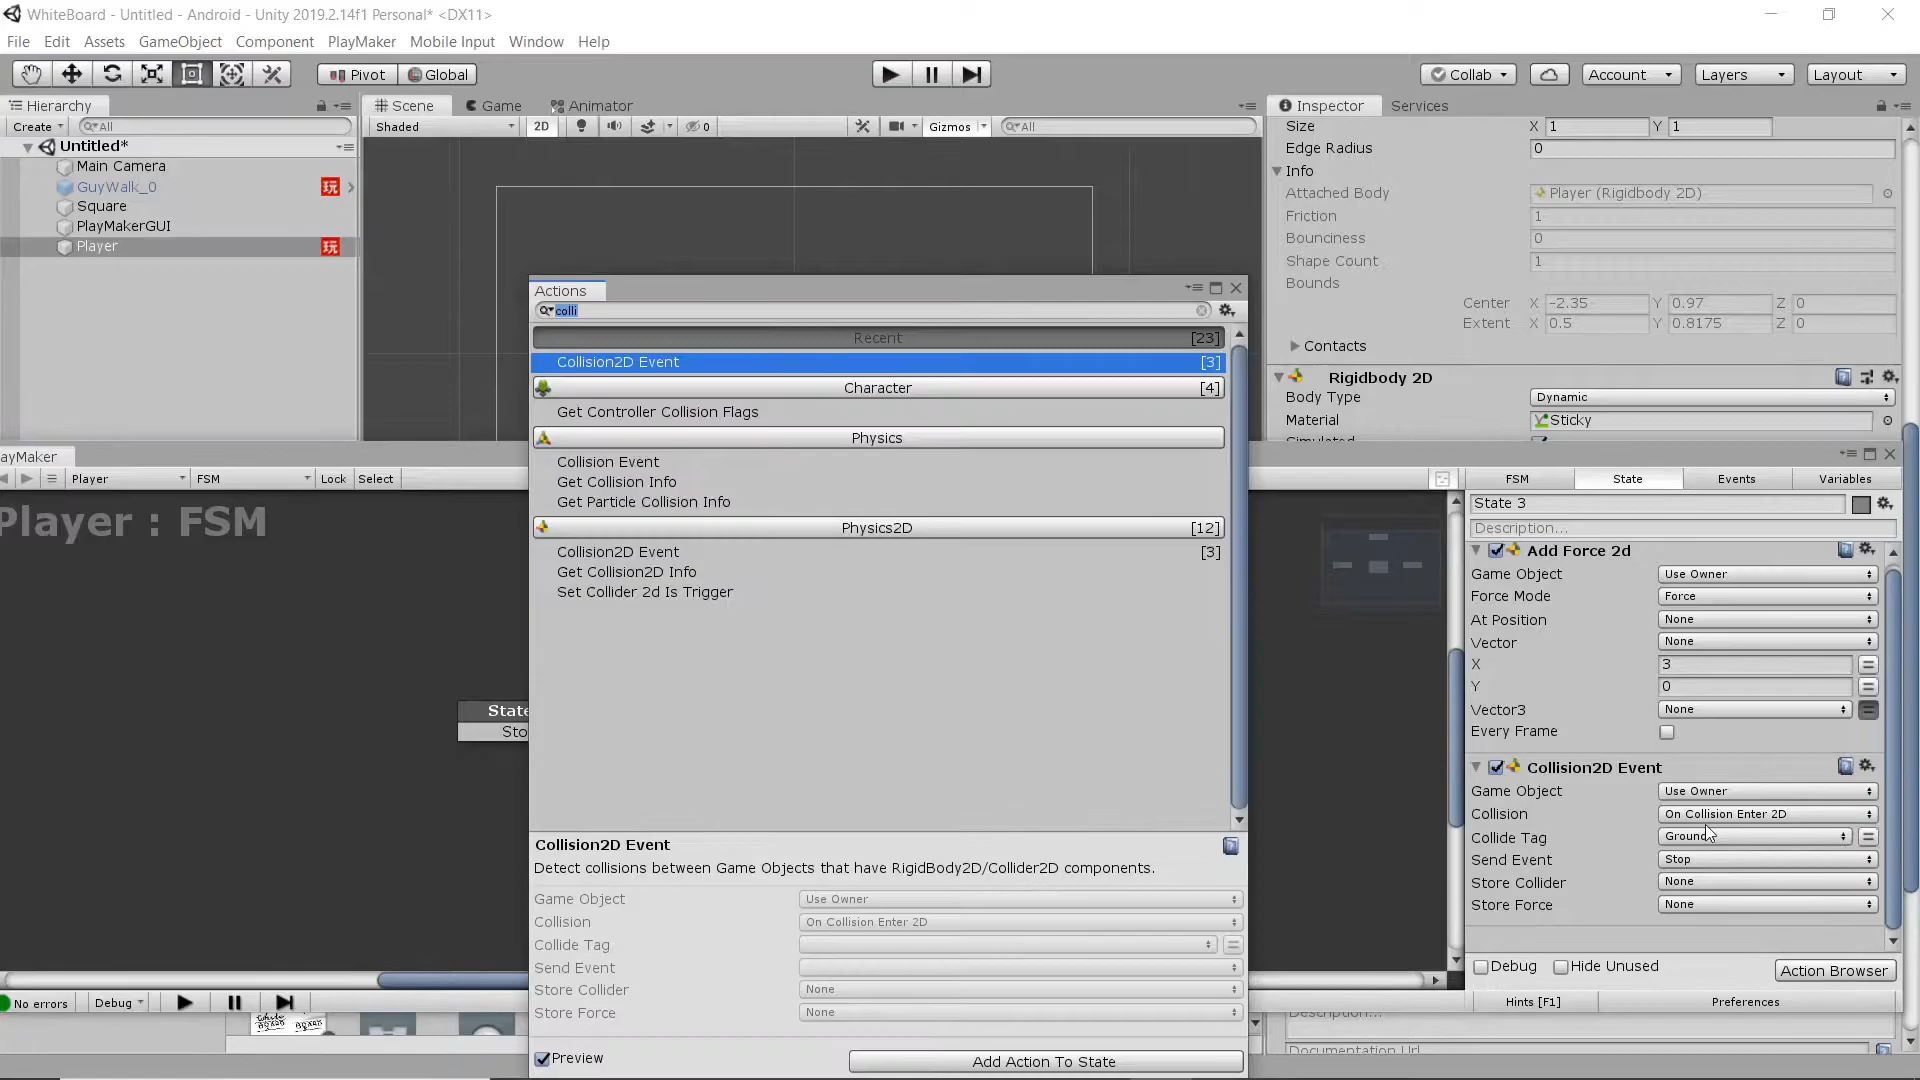 WhiteBoard - Untitled - Android - Unity 2019.2.14f1 Personal* <DX11>
File Edit Assets GameObject Component PlayMaker Mobile Input Window Help
Pivot Global Collab Account Layers Layout
Hierarchy
Create All
Untitled*
Main Camera
GuyWalk_0 玩
Square
PlayMakerGUI
Player 玩
Scene Game Animator
Shaded 2D 0 Gizmos All
Inspector Services
Size X 1 Y 1
Edge Radius 0
Info
Attached Body Player (Rigidbody 2D)
Friction 1
Bounciness 0
Shape Count 1
Bounds
Center X -2.35 Y 0.97 Z 0
Extent X 0.5 Y 0.8175 Z 0
Contacts
Rigidbody 2D
Body Type Dynamic
Material Sticky
Simulated
Actions
colli
Recent [23]
Collision2D Event [3]
Character [4]
Get Controller Collision Flags
Physics
Collision Event
Get Collision Info
Get Particle Collision Info
Physics2D [12]
Collision2D Event [3]
Get Collision2D Info
Set Collider 2d Is Trigger
Collision2D Event
Detect collisions between Game Objects that have RigidBody2D/Collider2D components.
Game Object Use Owner
Collision On Collision Enter 2D
Collide Tag
Send Event
Store Collider None
Store Force None
Preview Add Action To State
ayMaker
Player FSM Lock Select
Player : FSM
State
Sto
FSM State Events Variables
State 3
Description...
Add Force 2d
Game Object Use Owner
Force Mode Force
At Position None
Vector None
X 3
Y 0
Vector3 None
Every Frame
Collision2D Event
Game Object Use Owner
Collision On Collision Enter 2D
Collide Tag Ground
Send Event Stop
Store Collider None
Store Force None
Debug Hide Unused Action Browser
Hints [F1] Preferences
No errors Debug
Description...
Documentation Url